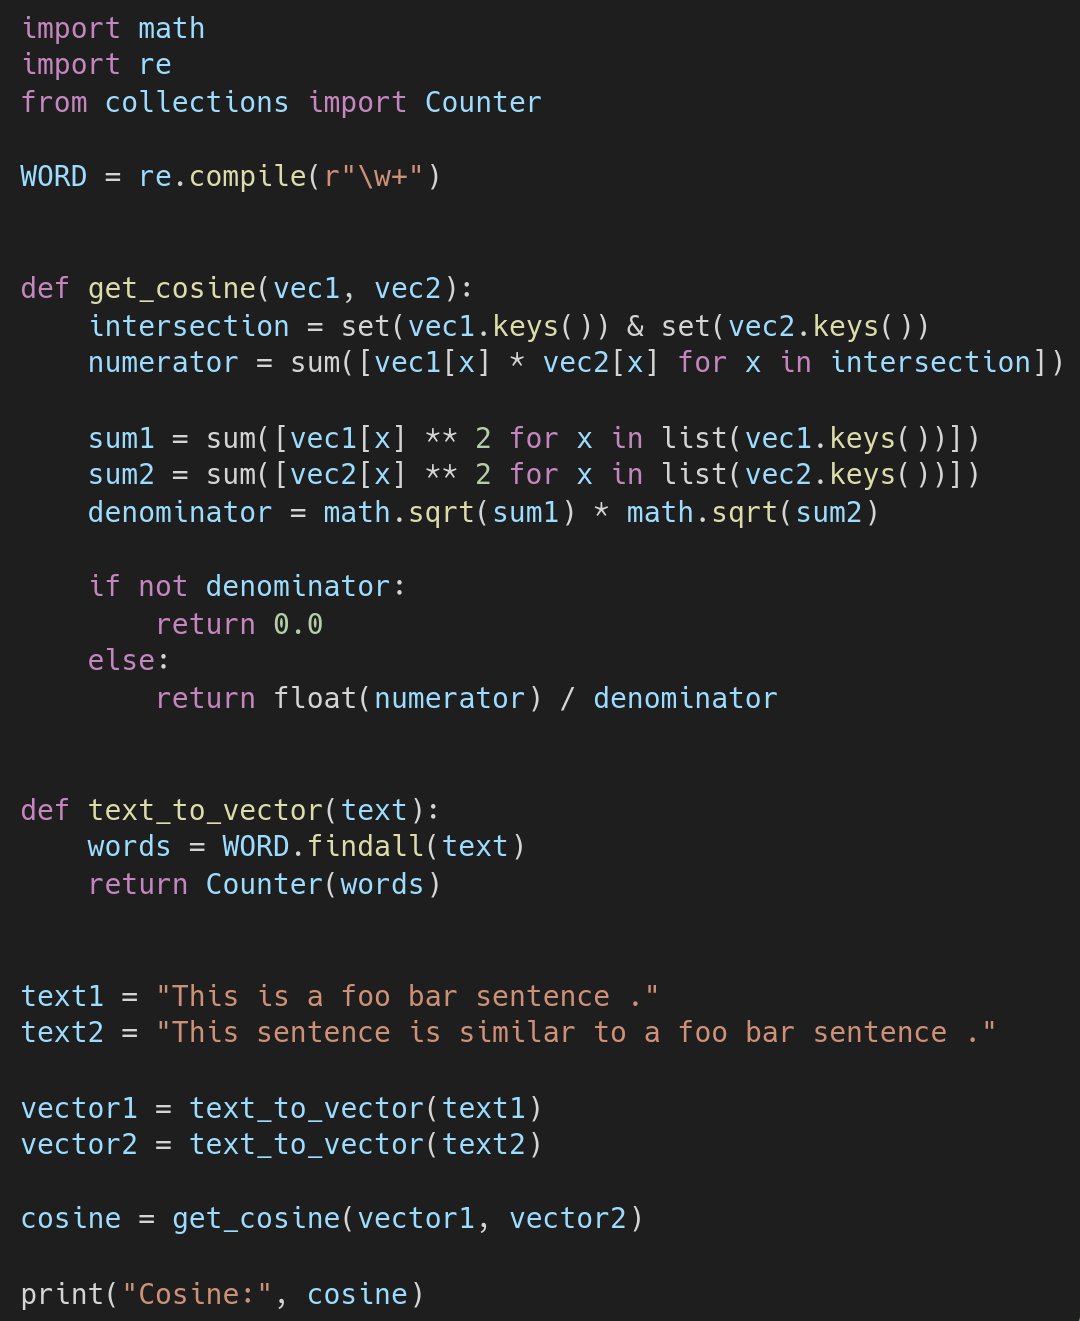 import math
import re
from collections import Counter

WORD = re.compile(r"\w+")


def get_cosine(vec1, vec2):
    intersection = set(vec1.keys()) & set(vec2.keys())
    numerator = sum([vec1[x] * vec2[x] for x in intersection])

    sum1 = sum([vec1[x] ** 2 for x in list(vec1.keys())])
    sum2 = sum([vec2[x] ** 2 for x in list(vec2.keys())])
    denominator = math.sqrt(sum1) * math.sqrt(sum2)

    if not denominator:
        return 0.0
    else:
        return float(numerator) / denominator


def text_to_vector(text):
    words = WORD.findall(text)
    return Counter(words)


text1 = "This is a foo bar sentence ."
text2 = "This sentence is similar to a foo bar sentence ."

vector1 = text_to_vector(text1)
vector2 = text_to_vector(text2)

cosine = get_cosine(vector1, vector2)

print("Cosine:", cosine)